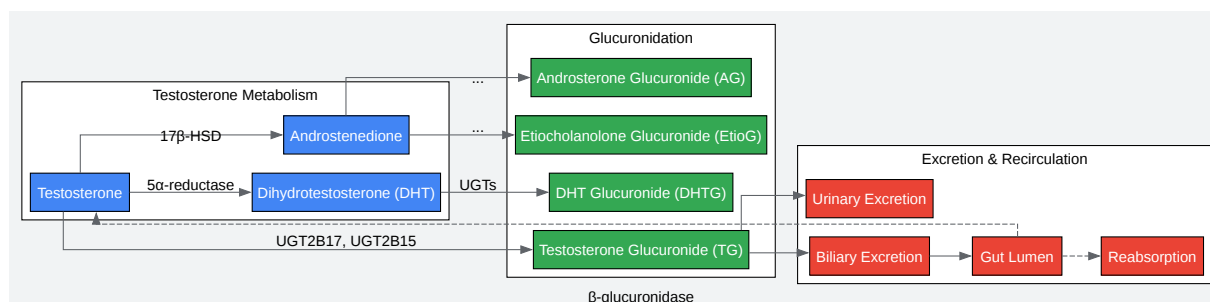 Glucuronidation
...
Androsterone Glucuronide (AG)
Testosterone Metabolism
17β-HSD
Androstenedione
...
Etiocholanolone Glucuronide (EtioG)
Excretion & Recirculation
Testosterone
5α-reductase
Dihydrotestosterone (DHT)
UGTs
DHT Glucuronide (DHTG)
Urinary Excretion
UGT2B17, UGT2B15
Testosterone Glucuronide (TG)
Biliary Excretion
Gut Lumen
Reabsorption
β-glucuronidase